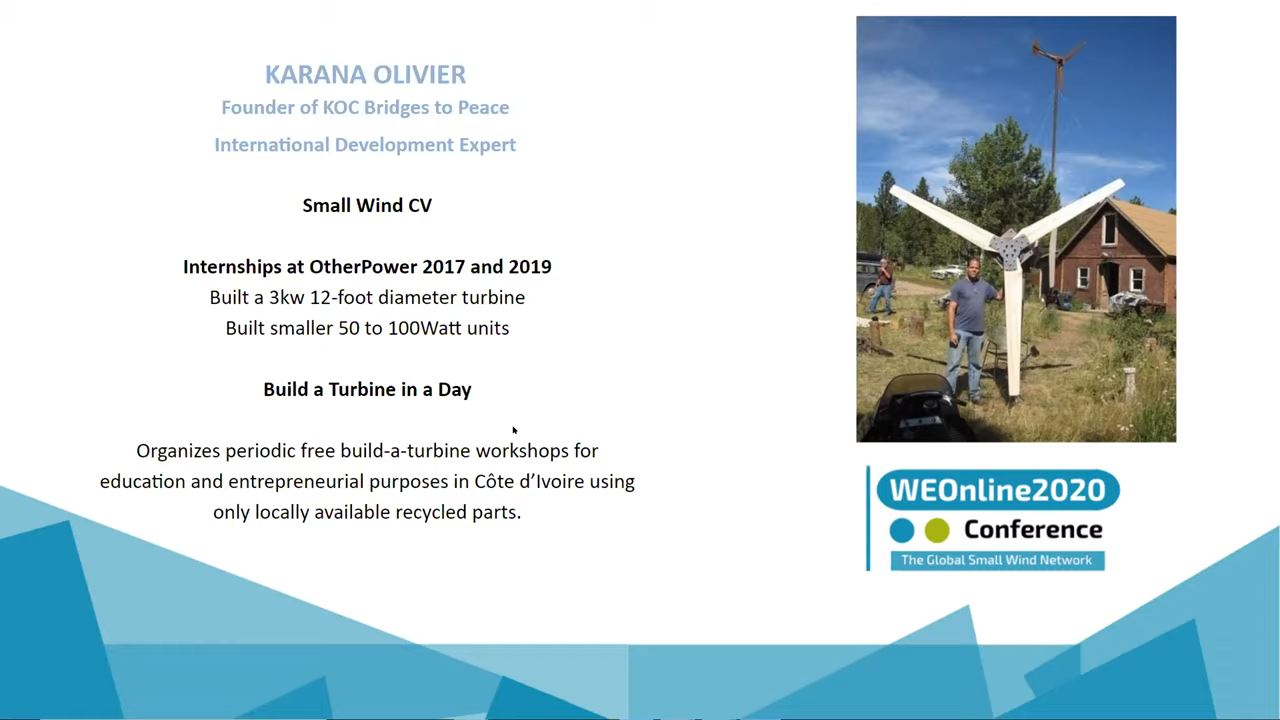 KARANA OLIVIER
Founder of KOC Bridges to Peace
International Development Expert
Small Wind CV
Internships at OtherPower 2017 and 2019
Built a 3kw 12-foot diameter turbine
Built smaller 50 to 100Watt units
Build a Turbine in a Day
Organizes periodic free build-a-turbine workshops for
education and entrepreneurial purposes in Côte d’Ivoire using
only locally available recycled parts.
WEOnline2020
Conference
The Global Small Wind Network